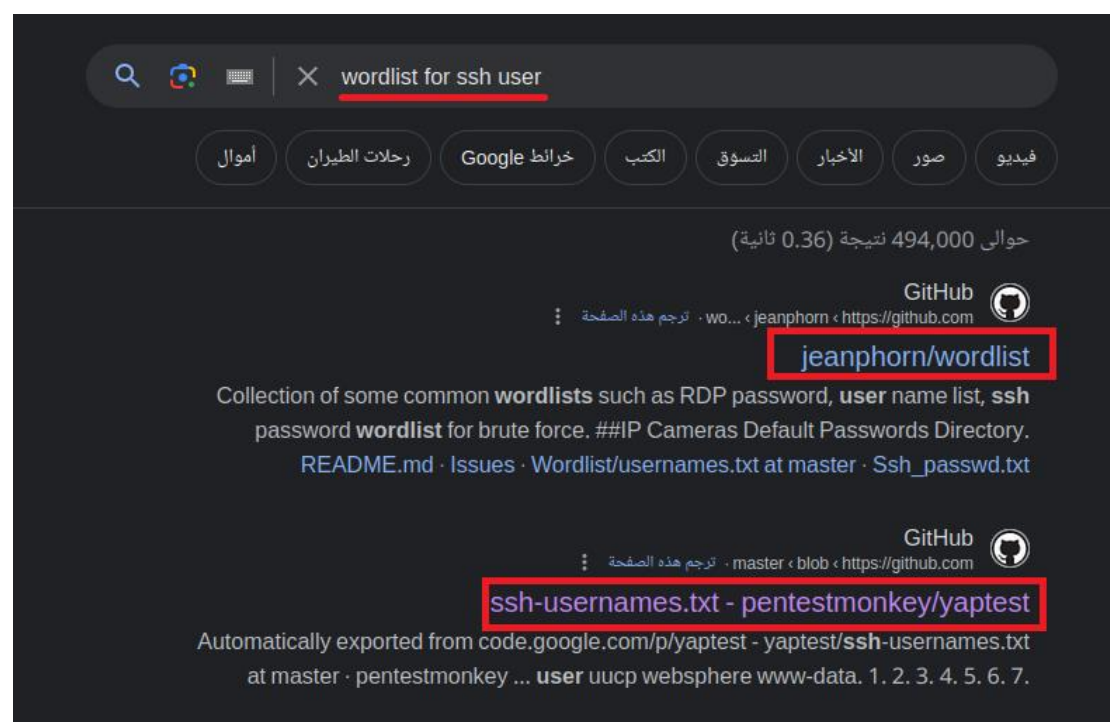 wordlist for ssh user
فيديو صور الأخبار التسوّق الكتب خرائط Google رحلات الطيران أموال
حوالى 494,000 نتيجة (0.36 ثانية)
GitHub
https://github.com › jeanphorn › wo... · ترجم هذه الصفحة
jeanphorn/wordlist
Collection of some common wordlists such as RDP password, user name list, ssh
password wordlist for brute force. ##IP Cameras Default Passwords Directory.
README.md · Issues · Wordlist/usernames.txt at master · Ssh_passwd.txt
GitHub
https://github.com › blob › master · ترجم هذه الصفحة
ssh-usernames.txt - pentestmonkey/yaptest
Automatically exported from code.google.com/p/yaptest - yaptest/ssh-usernames.txt
at master · pentestmonkey ... user uucp websphere www-data. 1. 2. 3. 4. 5. 6. 7.